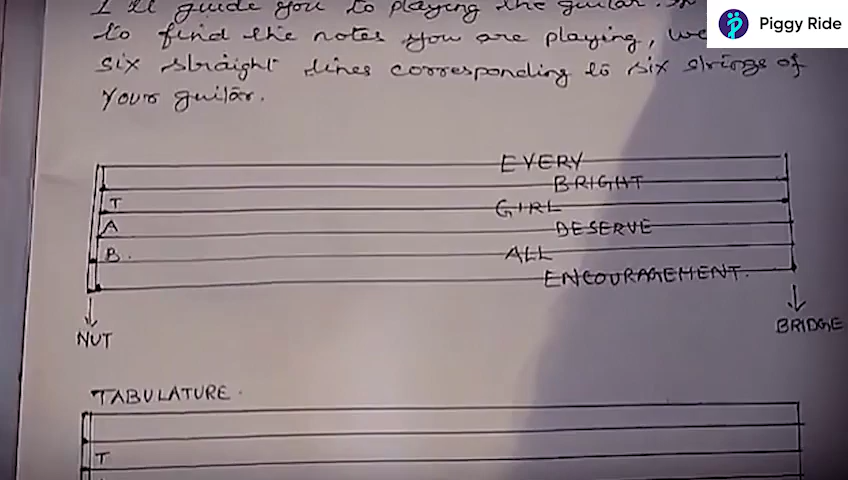 I'll guide you to playing the guitar.
Piggy Ride
to find the notes you are playing, we
six straight lines corresponding to six strings of
your guitar.
EVERY
BRIGHT
T GIRL
A DESERVE
B. ALL
ENCOURAGEMENT.
NUT BRIDGE
TABULATURE.
T